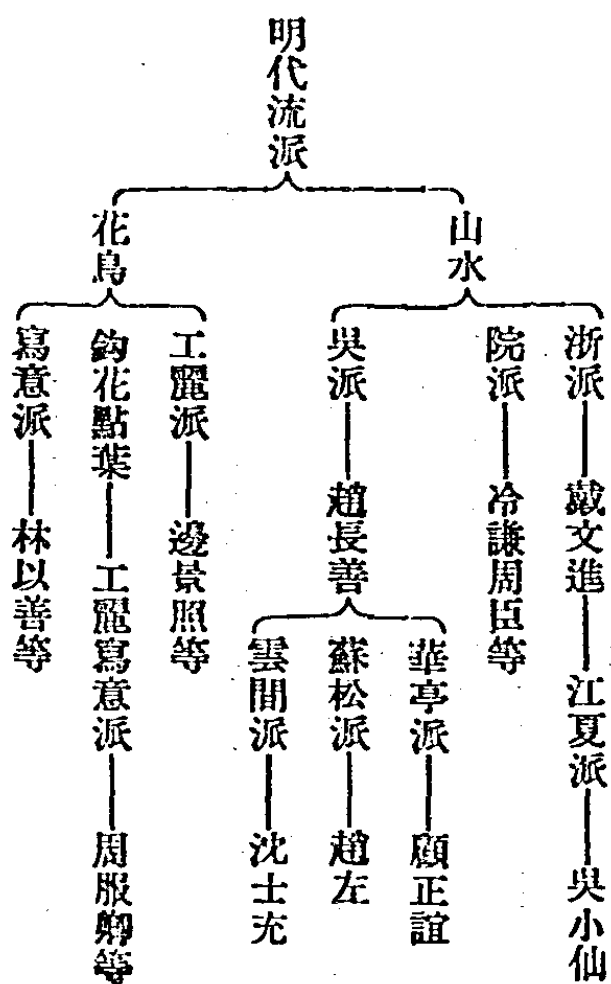 明代流派
山水
浙派——戴文進——江夏派——吳小仙
院派——冷謙周臣等
吳派——趙長善
華亭派——顧正誼
蘇松派——趙左
雲間派——沈士充
花鳥
工麗派——邊景照等
鈎花點葉——工麗寫意派——周服卿等
寫意派——林以善等